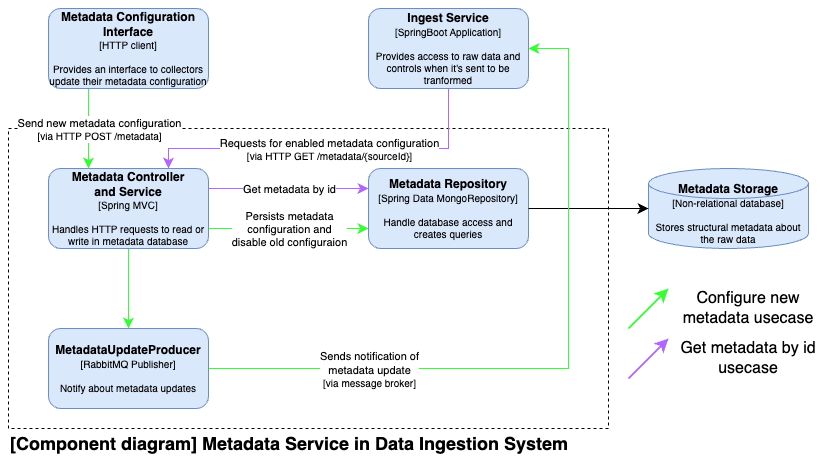 Metadata Configuration
Interface
[HTTP client]
Provides an interface to collectors
update their metadata configuration
Ingest Service
[SpringBoot Application]
Provides access to raw data and
controls when it's sent to be
tranformed
Send new metadata configuration
[via HTTP POST /metadata]
Requests for enabled metadata configuration
[via HTTP GET /metadata/{sourceId}]
Metadata Controller
and Service
[Spring MVC]
Handles HTTP requests to read or
write in metadata database
Get metadata by id
Persists metadata
configuration and
disable old configuraion
Metadata Repository
[Spring Data MongoRepository]
Handle database access and
creates queries
Metadata Storage
[Non-relational database]
Stores structural metadata about
the raw data
Configure new
metadata usecase
Get metadata by id
usecase
MetadataUpdateProducer
[RabbitMQ Publisher]
Notify about metadata updates
Sends notification of
metadata update
[via message broker]
[Component diagram] Metadata Service in Data Ingestion System